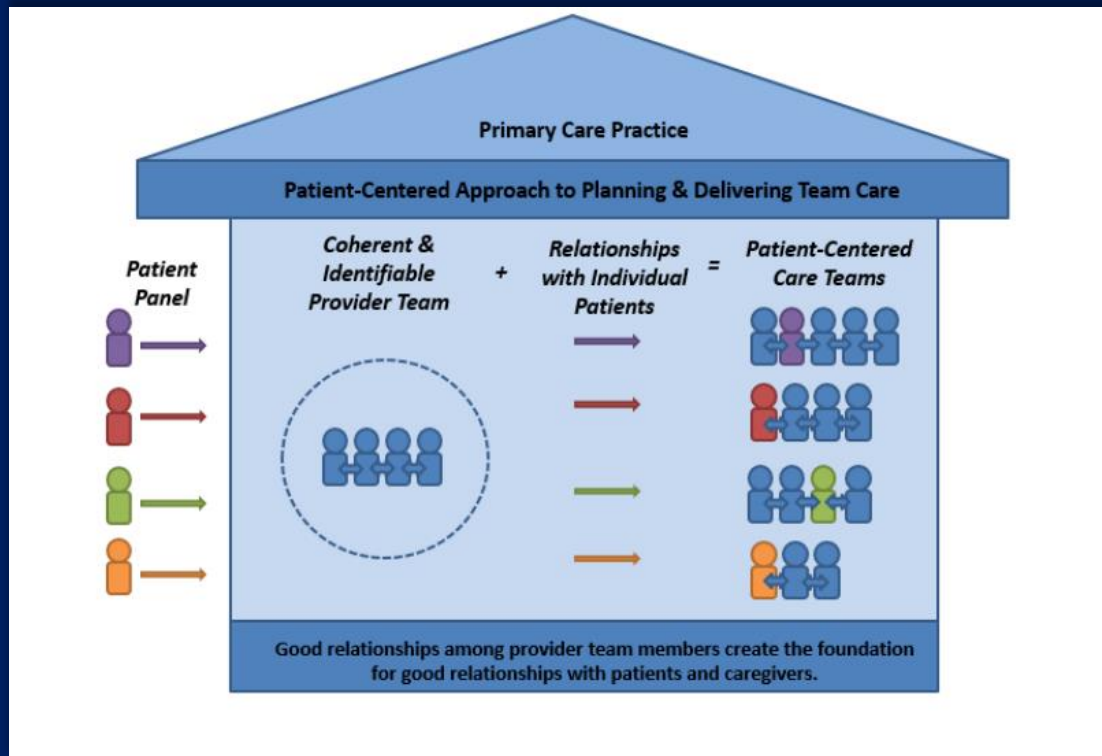 Primary Care Practice
Patient-Centered Approach to Planning & Delivering Team Care
Patient
Panel
Coherent &
Identifiable
Provider Team
+
Relationships
with Individual
Patients
=
Patient-Centered
Care Teams
Good relationships among provider team members create the foundation
for good relationships with patients and caregivers.